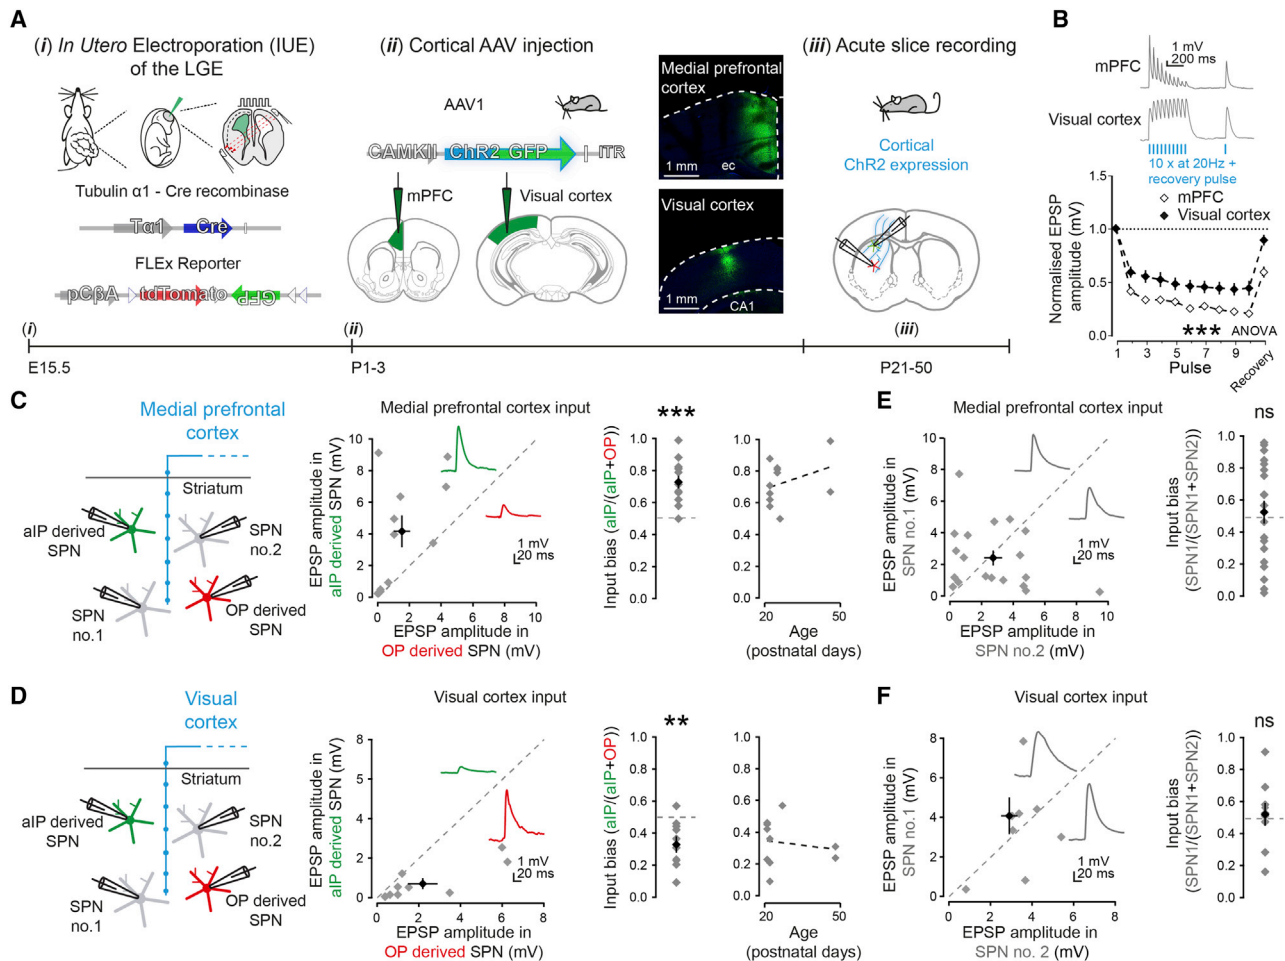 A
(i) In Utero Electroporation (IUE)
of the LGE
Tubulin α1 - Cre recombinase
Tα1 Cre
FLEx Reporter
pCβA tdTomato GFP
(ii) Cortical AAV injection
AAV1
CAMKII ChR2 GFP ITR
mPFC
Visual cortex
Medial prefrontal
cortex
1 mm
ec
Visual cortex
1 mm
CA1
(iii) Acute slice recording
Cortical
ChR2 expression
(i)
(ii)
(iii)
E15.5
P1-3
P21-50
B
mPFC
1 mV
200 ms
Visual cortex
10 x at 20Hz +
recovery pulse
mPFC
Visual cortex
Normalised EPSP
amplitude (mV)
1.5
1.0
0.5
0.0
*** ANOVA
1 3 5 7 9 Recovery
Pulse
C
Medial prefrontal
cortex
Striatum
aIP derived
SPN
SPN
no.2
SPN
no.1
OP derived
SPN
Medial prefrontal cortex input
EPSP amplitude in
aIP derived SPN (mV)
10
8
6
4
2
0
0 2 4 6 8 10
EPSP amplitude in
OP derived SPN (mV)
1 mV
20 ms
***
Input bias (aIP/(aIP+OP))
1.0
0.8
0.6
0.4
0.2
0.0
1.0
0.8
0.6
0.4
0.2
0.0
20 50
Age
(postnatal days)
E
Medial prefrontal cortex input
EPSP amplitude in
SPN no.1 (mV)
10
8
6
4
2
0
0 2 4 6 8 10
EPSP amplitude in
SPN no.2 (mV)
1 mV
20 ms
ns
Input bias
(SPN1/(SPN1+SPN2)
1.0
0.8
0.6
0.4
0.2
0.0
D
Visual
cortex
Striatum
aIP derived
SPN
SPN
no.2
SPN
no.1
OP derived
SPN
Visual cortex input
EPSP amplitude in
aIP derived SPN (mV)
8
5
3
2
0
0 2 4 6 8
EPSP amplitude in
OP derived SPN (mV)
1 mV
20 ms
**
Input bias (aIP/(aIP+OP))
1.0
0.8
0.6
0.4
0.2
0.0
1.0
0.8
0.6
0.4
0.2
0.0
20 50
Age
(postnatal days)
F
Visual cortex input
EPSP amplitude in
SPN no.1 (mV)
8
6
4
2
0
0 2 4 6 8
EPSP amplitude in
SPN no. 2 (mV)
1 mV
20 ms
ns
Input bias
(SPN1/(SPN1+SPN2)
1.0
0.8
0.6
0.4
0.2
0.0